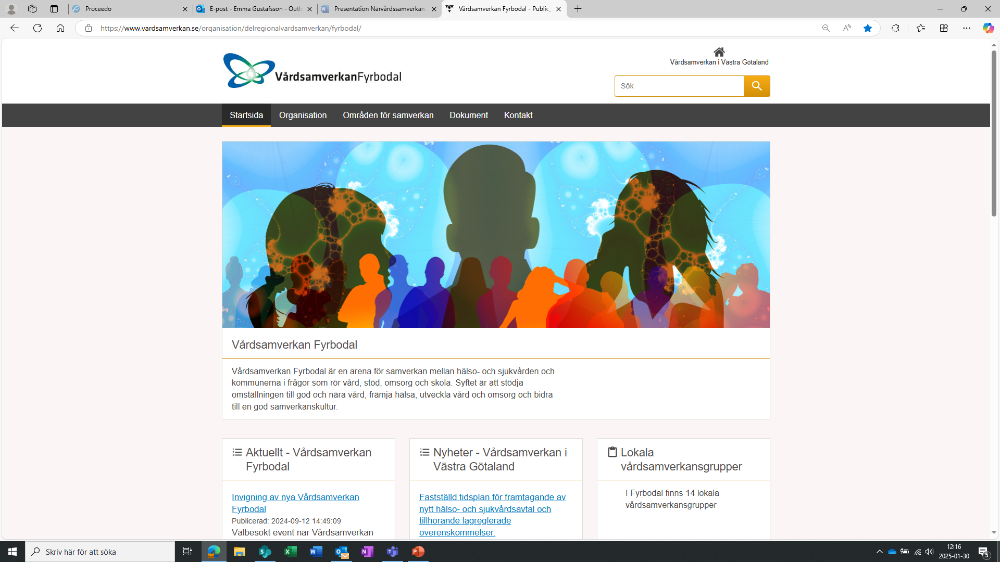 Proceedo
E-post - Emma Gustafsson - Outl
Presentation Närvårdssamverkan
Vårdsamverkan Fyrbodal - Public_
https://www.vardsamverkan.se/organisation/delregionalvardsamverkan/fyrbodal/
VårdsamverkanFyrbodal
Vårdsamverkan i Västra Götaland
Sök
Startsida
Organisation
Områden för samverkan
Dokument
Kontakt
Vårdsamverkan Fyrbodal
Vårdsamverkan Fyrbodal är en arena för samverkan mellan hälso- och sjukvården och
kommunerna i frågor som rör vård, stöd, omsorg och skola. Syftet är att stödja
omställningen till god och nära vård, främja hälsa, utveckla vård och omsorg och bidra
till en god samverkanskultur.
Aktuellt - Vårdsamverkan
Fyrbodal
Invigning av nya Vårdsamverkan
Fyrbodal
Publicerad: 2024-09-12 14:49:09
Välbesökt event när Vårdsamverkan
Nyheter - Vårdsamverkan i
Västra Götaland
Fastställd tidsplan för framtagande av
nytt hälso- och sjukvårdsavtal och
tillhörande lagreglerade
överenskommelser.
Lokala
vårdsamverkansgrupper
I Fyrbodal finns 14 lokala
vårdsamverkansgrupper
Skriv här för att söka
12:16
2025-01-30
5